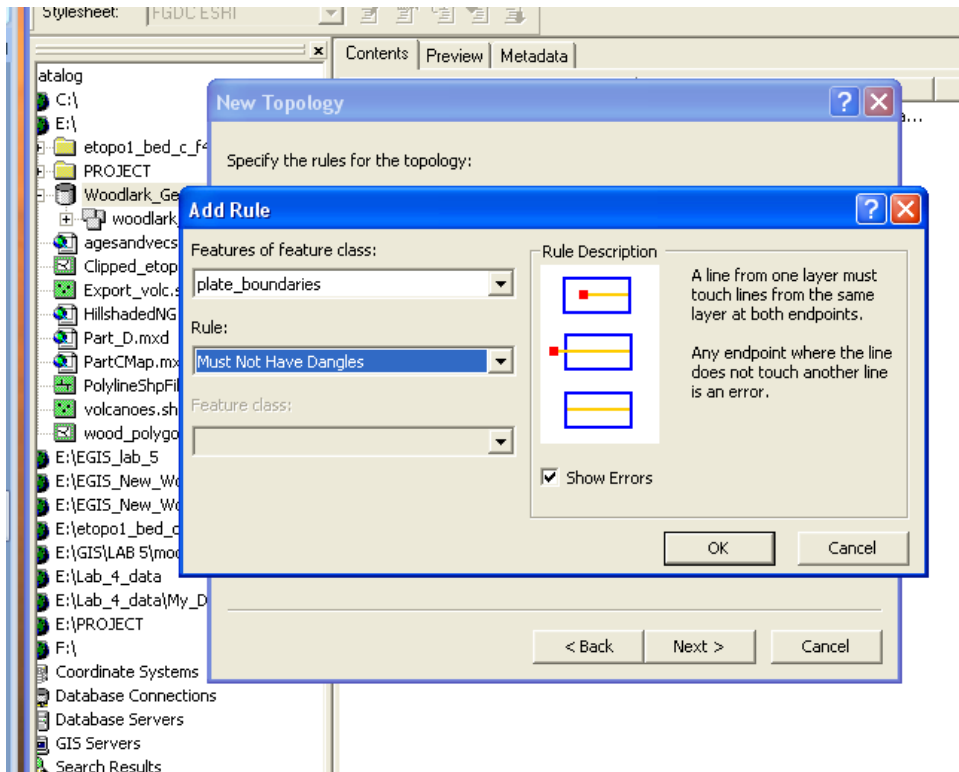 Stylesheet: FGDC ESRI
Contents Preview Metadata
atalog
C:\
E:\
etopo1_bed_c_f4
PROJECT
Woodlark_Ge
woodlark_
agesandvecs
Clipped_etop
Export_volc.s
HillshadedNG
Part_D.mxd
PartCMap.mx
PolylineShpFil
volcanoes.sh
wood_polygo
E:\EGIS_lab_5
E:\EGIS_New_Wo
E:\EGIS_New_Wo
E:\etopo1_bed_c
E:\GIS\LAB 5\mod
E:\Lab_4_data
E:\Lab_4_data\My_D
E:\PROJECT
F:\
Coordinate Systems
Database Connections
Database Servers
GIS Servers
Search Results
New Topology
Specify the rules for the topology:
Add Rule
Features of feature class:
plate_boundaries
Rule:
Must Not Have Dangles
Feature class:
Rule Description
A line from one layer must
touch lines from the same
layer at both endpoints.
Any endpoint where the line
does not touch another line
is an error.
Show Errors
OK Cancel
< Back Next > Cancel